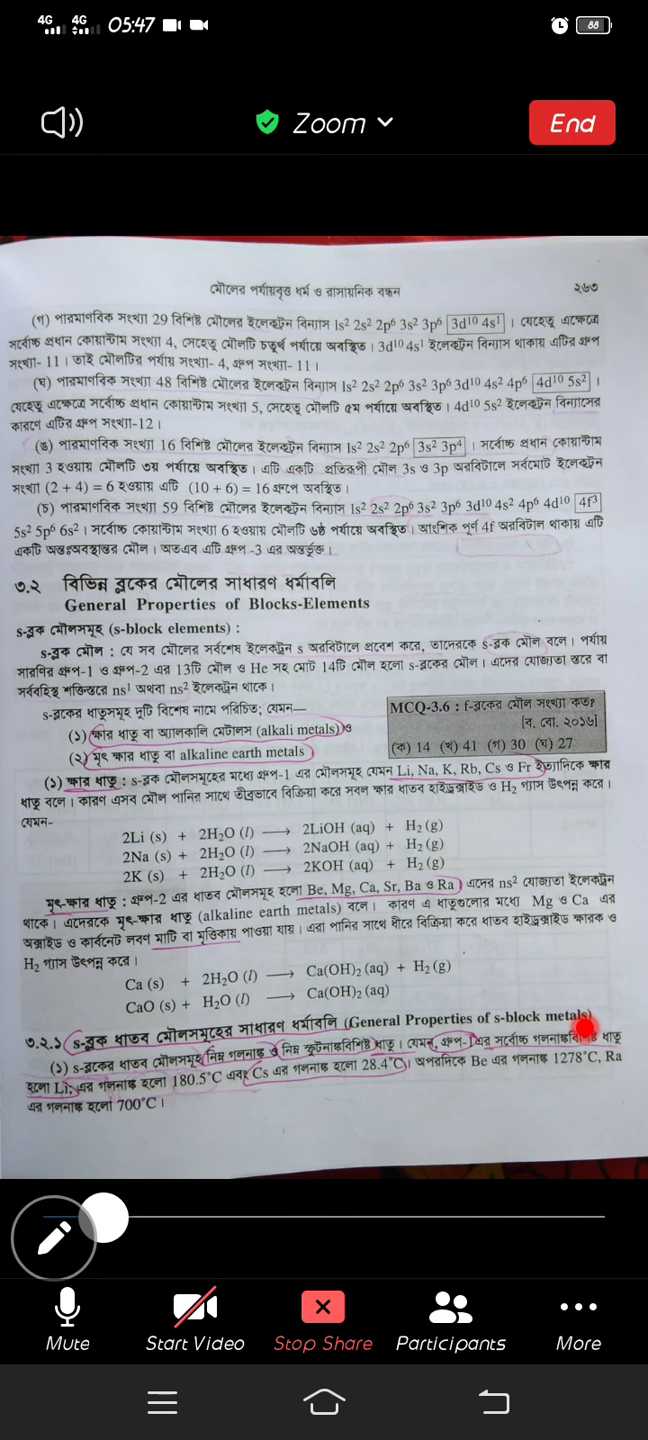 4G 4G 05:47 88
Zoom End
মৌলের পর্যায়বৃত্ত ধর্ম ও রাসায়নিক বন্ধন ২৬৩
(গ) পারমাণবিক সংখ্যা 29 বিশিষ্ট মৌলের ইলেকট্রন বিন্যাস 1s² 2s² 2p⁶ 3s² 3p⁶ 3d¹⁰ 4s¹ । যেহেতু এক্ষেত্রে
সর্বোচ্চ প্রধান কোয়ান্টাম সংখ্যা 4, সেহেতু মৌলটি চতুর্থ পর্যায়ে অবস্থিত। 3d¹⁰ 4s¹ ইলেকট্রন বিন্যাস থাকায় এটির গ্রুপ
সংখ্যা- 11। তাই মৌলটির পর্যায় সংখ্যা- 4, গ্রুপ সংখ্যা- 11।
(ঘ) পারমাণবিক সংখ্যা 48 বিশিষ্ট মৌলের ইলেকট্রন বিন্যাস 1s² 2s² 2p⁶ 3s² 3p⁶ 3d¹⁰ 4s² 4p⁶ 4d¹⁰ 5s² ।
যেহেতু এক্ষেত্রে সর্বোচ্চ প্রধান কোয়ান্টাম সংখ্যা 5, সেহেতু মৌলটি ৫ম পর্যায়ে অবস্থিত। 4d¹⁰ 5s² ইলেকট্রন বিন্যাসের
কারণে এটির গ্রুপ সংখ্যা-12।
(ঙ) পারমাণবিক সংখ্যা 16 বিশিষ্ট মৌলের ইলেকট্রন বিন্যাস 1s² 2s² 2p⁶ 3s² 3p⁴ । সর্বোচ্চ প্রধান কোয়ান্টাম
সংখ্যা 3 হওয়ায় মৌলটি ৩য় পর্যায়ে অবস্থিত। এটি একটি প্রতিরূপী মৌল 3s ও 3p অরবিটালে সর্বমোট ইলেকট্রন
সংখ্যা (2 + 4) = 6 হওয়ায় এটি (10 + 6) = 16 গ্রুপে অবস্থিত।
(চ) পারমাণবিক সংখ্যা 59 বিশিষ্ট মৌলের ইলেকট্রন বিন্যাস 1s² 2s² 2p⁶ 3s² 3p⁶ 3d¹⁰ 4s² 4p⁶ 4d¹⁰ 4f³
5s² 5p⁶ 6s²। সর্বোচ্চ কোয়ান্টাম সংখ্যা 6 হওয়ায় মৌলটি ৬ষ্ঠ পর্যায়ে অবস্থিত। আংশিক পূর্ণ 4f অরবিটাল থাকায় এটি
একটি অন্তঃঅবস্থান্তর মৌল। অতএব এটি গ্রুপ -3 এর অন্তর্ভুক্ত।
৩.২ বিভিন্ন ব্লকের মৌলের সাধারণ ধর্মাবলি
General Properties of Blocks-Elements
s-ব্লক মৌলসমূহ (s-block elements) :
s-ব্লক মৌল : যে সব মৌলের সর্বশেষ ইলেকট্রন s অরবিটালে প্রবেশ করে, তাদেরকে s-ব্লক মৌল বলে। পর্যায়
সারণির গ্রুপ-1 ও গ্রুপ-2 এর 13টি মৌল ও He সহ মোট 14টি মৌল হলো s-ব্লকের মৌল। এদের যোজ্যতা স্তরে বা
সর্ববহিস্থ শক্তিস্তরে ns¹ অথবা ns² ইলেকট্রন থাকে।
s-ব্লকের ধাতুসমূহ দুটি বিশেষ নামে পরিচিত; যেমন—
(১) ক্ষার ধাতু বা অ্যালকালি মেটালস (alkali metals) ও
(২) মৃৎ ক্ষার ধাতু বা alkaline earth metals
MCQ-3.6 : f-ব্লকের মৌল সংখ্যা কত?
[ব. বো. ২০১৬]
(ক) 14 (খ) 41 (গ) 30 (ঘ) 27
(১) ক্ষার ধাতু : s-ব্লক মৌলসমূহের মধ্যে গ্রুপ-1 এর মৌলসমূহ যেমন Li, Na, K, Rb, Cs ও Fr ইত্যাদিকে ক্ষার
ধাতু বলে। কারণ এসব মৌল পানির সাথে তীব্রভাবে বিক্রিয়া করে সবল ক্ষার ধাতব হাইড্রক্সাইড ও H₂ গ্যাস উৎপন্ন করে।
যেমন-
2Li (s) + 2H₂O (l) ⟶ 2LiOH (aq) + H₂ (g)
2Na (s) + 2H₂O (l) ⟶ 2NaOH (aq) + H₂ (g)
2K (s) + 2H₂O (l) ⟶ 2KOH (aq) + H₂ (g)
মৃৎ-ক্ষার ধাতু : গ্রুপ-2 এর ধাতব মৌলসমূহ হলো Be, Mg, Ca, Sr, Ba ও Ra। এদের ns² যোজ্যতা ইলেকট্রন
থাকে। এদেরকে মৃৎ-ক্ষার ধাতু (alkaline earth metals) বলে। কারণ এ ধাতুগুলোর মধ্যে Mg ও Ca এর
অক্সাইড ও কার্বনেট লবণ মাটি বা মৃত্তিকায় পাওয়া যায়। এরা পানির সাথে ধীরে বিক্রিয়া করে ধাতব হাইড্রক্সাইড ক্ষারক ও
H₂ গ্যাস উৎপন্ন করে।
Ca (s) + 2H₂O (l) ⟶ Ca(OH)₂ (aq) + H₂ (g)
CaO (s) + H₂O (l) ⟶ Ca(OH)₂ (aq)
৩.২.১ s-ব্লক ধাতব মৌলসমূহের সাধারণ ধর্মাবলি (General Properties of s-block metals)
(১) s-ব্লকের ধাতব মৌলসমূহ নিম্ন গলনাঙ্ক ও নিম্ন স্ফুটনাঙ্কবিশিষ্ট ধাতু। যেমন, গ্রুপ-1 এর সর্বোচ্চ গলনাঙ্কবিশিষ্ট ধাতু
হলো Li, এর গলনাঙ্ক হলো 180.5°C এবং Cs এর গলনাঙ্ক হলো 28.4°C। অপরদিকে Be এর গলনাঙ্ক 1278°C, Ra
এর গলনাঙ্ক হলো 700°C।
Mute Start Video Stop Share Participants More